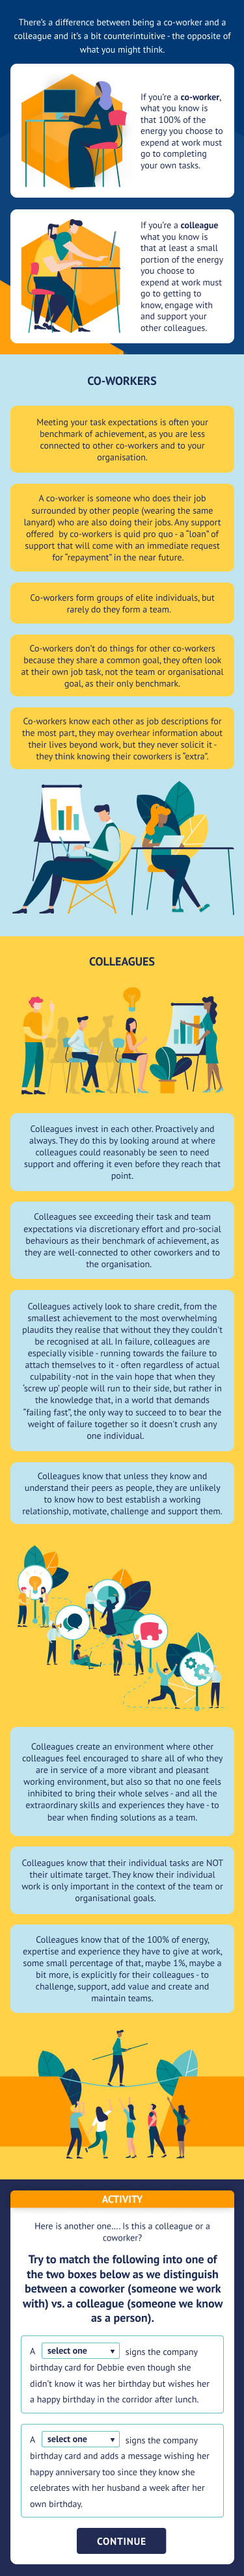 There's a difference between being a co-worker and a
colleague and it's a bit counterintuitive - the opposite of
what you might think.
If you're a co-worker,
what you know is
that 100% of the
energy you choose to
expend at work must
go to completing
your own tasks.
If you're a colleague
what you know is
that at least a small
portion of the energy
you choose to
expend at work must
go to getting to
know, engage with
and support your
other colleagues.
CO-WORKERS
Meeting your task expectations is often your
benchmark of achievement, as you are less
connected to other co-workers and to your
organisation.
A co-worker is someone who does their job
surrounded by other people (wearing the same
lanyard) who are also doing their jobs. Any support
offered by co-workers is quid pro quo - a "loan" of
support that will come with an immediate request
for "repayment" in the near future.
Co-workers form groups of elite individuals, but
rarely do they form a team.
Co-workers don't do things for other co-workers
because they share a common goal, they often look
at their own job task, not the team or organisational
goal, as their only benchmark.
Co-workers know each other as job descriptions for
the most part, they may overhear information about
their lives beyond work, but they never solicit it -
they think knowing their coworkers is "extra".
COLLEAGUES
Colleagues invest in each other. Proactively and
always. They do this by looking around at where
colleagues could reasonably be seen to need
support and offering it even before they reach that
point.
Colleagues see exceeding their task and team
expectations via discretionary effort and pro-social
behaviours as their benchmark of achievement, as
they are well-connected to other coworkers and to
the organisation.
Colleagues actively look to share credit, from the
smallest achievement to the most overwhelming
plaudits they realise that without they they couldn't
be recognised at all. In failure, colleagues are
especially visible - running towards the failure to
attach themselves to it - often regardless of actual
culpability -not in the vain hope that when they
'screw up' people will run to their side, but rather in
the knowledge that, in a world that demands
"failing fast", the only way to succeed to to bear the
weight of failure together so it doesn't crush any
one individual.
Colleagues know that unless they know and
understand their peers as people, they are unlikely
to know how to best establish a working
relationship, motivate, challenge and support them.
Colleagues create an environment where other
colleagues feel encouraged to share all of who they
are in service of a more vibrant and pleasant
working environment, but also so that no one feels
inhibited to bring their whole selves - and all the
extraordinary skills and experiences they have - to
bear when finding solutions as a team.
Colleagues know that their individual tasks are NOT
their ultimate target. They know their individual
work is only important in the context of the team or
organisational goals.
Colleagues know that of the 100% of energy,
expertise and experience they have to give at work,
some small percentage of that, maybe 1%, maybe a
bit more, is explicitly for their colleagues - to
challenge, support, add value and create and
maintain teams.
ACTIVITY
Here is another one.... Is this a colleague or a
coworker?
Try to match the following into one of
the two boxes below as we distinguish
between a coworker (someone we work
with) vs. a colleague (someone we know
as a person).
A select one signs the company
birthday card for Debbie even though she
didn't know it was her birthday but wishes her
a happy birthday in the corridor after lunch.
A select one signs the company
birthday card and adds a message wishing her
happy anniversary too since they know she
celebrates with her husband a week after her
own birthday.
CONTINUE